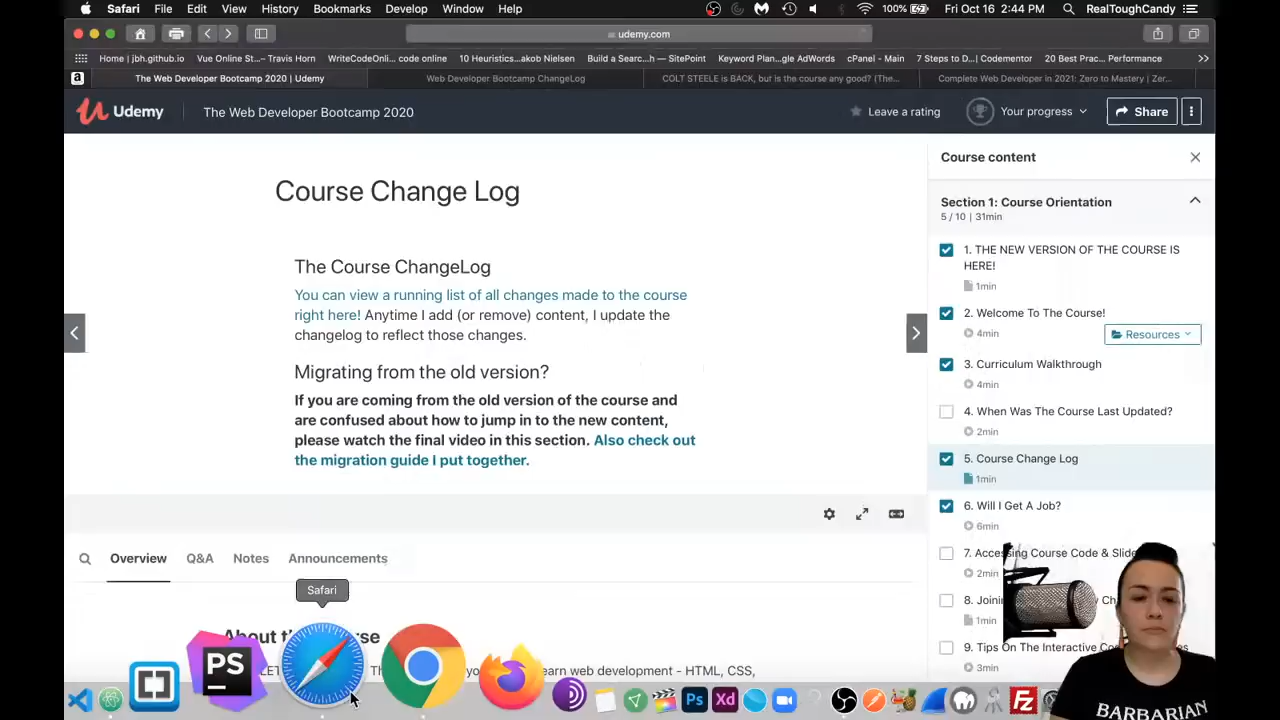 Safari File Edit View History Bookmarks Develop Window Help 100% Fri Oct 16 2:44 PM RealToughCandy
udemy.com
Home | jbh.github.io Vue Online St...– Travis Horn WriteCodeOnli... code online 10 Heuristics...akob Nielsen Build a Searc...h) — SitePoint Keyword Plan...gle AdWords cPanel - Main 7 Steps to D...| Codementor 20 Best Prac... Performance
The Web Developer Bootcamp 2020 | Udemy Web Developer Bootcamp ChangeLog COLT STEELE is BACK, but is the course any good? (The... Complete Web Developer in 2021: Zero to Mastery | Zer...
Udemy The Web Developer Bootcamp 2020 Leave a rating Your progress Share
Course Change Log
The Course ChangeLog
You can view a running list of all changes made to the course
right here! Anytime I add (or remove) content, I update the
changelog to reflect those changes.
Migrating from the old version?
If you are coming from the old version of the course and
are confused about how to jump in to the new content,
please watch the final video in this section. Also check out
the migration guide I put together.
Course content
Section 1: Course Orientation
5 / 10 | 31min
1. THE NEW VERSION OF THE COURSE IS
HERE!
1min
2. Welcome To The Course!
4min
Resources
3. Curriculum Walkthrough
4min
4. When Was The Course Last Updated?
2min
5. Course Change Log
1min
6. Will I Get A Job?
6min
7. Accessing Course Code &
2min
8.
1min
9. Tips On The Interactive
3min
Overview Q&A Notes Announcements
Safari
learn web development - HTML, CSS,
PS
Ps Xd Fz
BARBARIAN